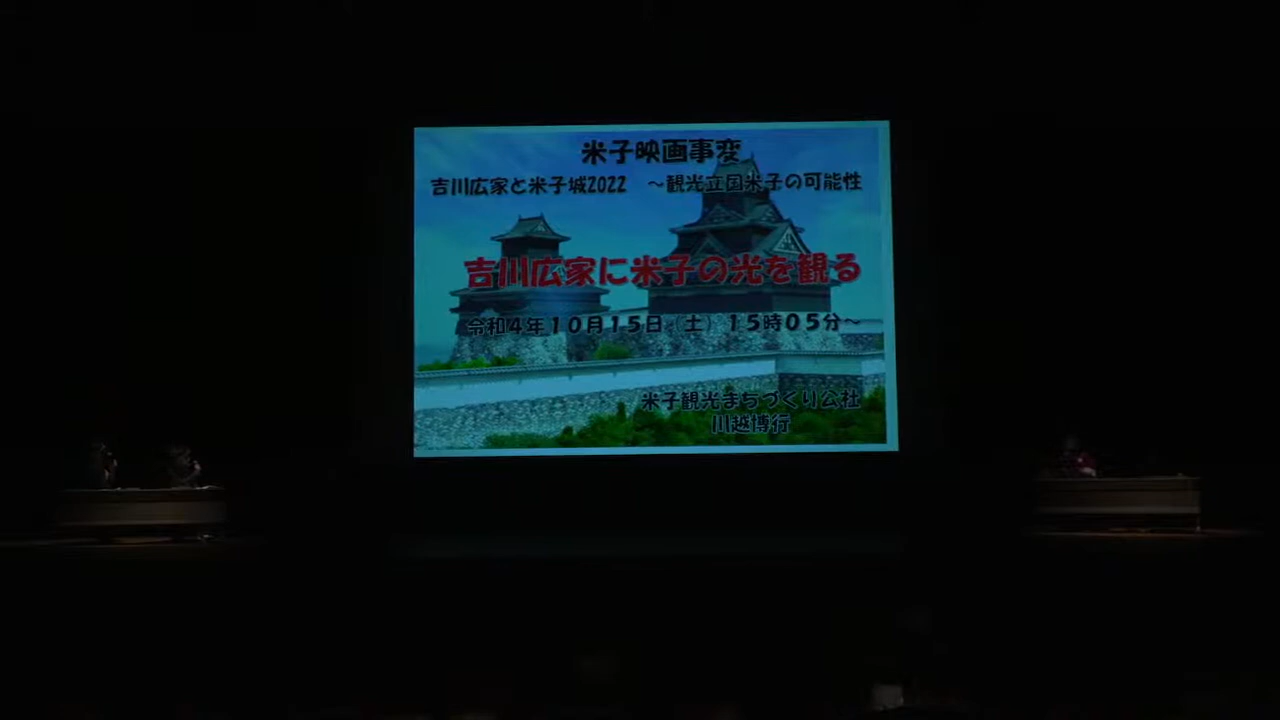 米子映画事変
吉川広家と米子城2022 ～観光立国米子の可能性
吉川広家に米子の光を観る
令和4年10月15日（土）15時05分～
米子観光まちづくり公社
川越博行